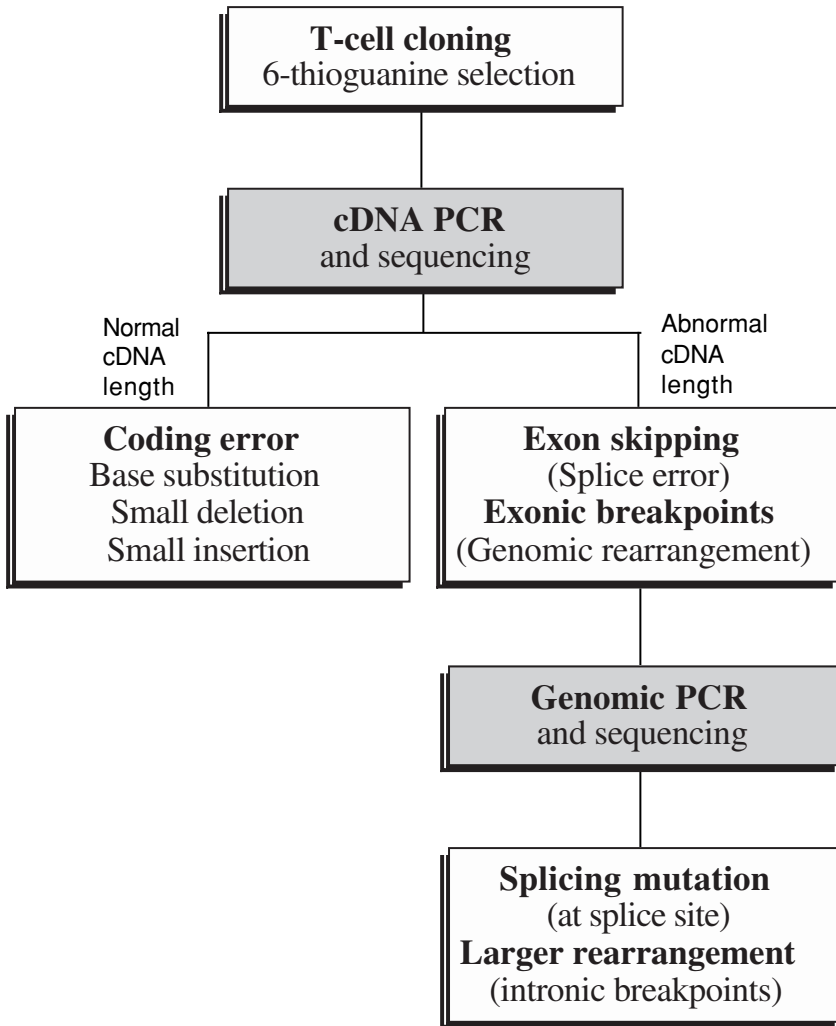 T-cell cloning
6-thioguanine selection
cDNA PCR
and sequencing
Normal
cDNA
length
Abnormal
cDNA
length
Coding error
Base substitution
Small deletion
Small insertion
Exon skipping
(Splice error)
Exonic breakpoints
(Genomic rearrangement)
Genomic PCR
and sequencing
Splicing mutation
(at splice site)
Larger rearrangement
(intronic breakpoints)